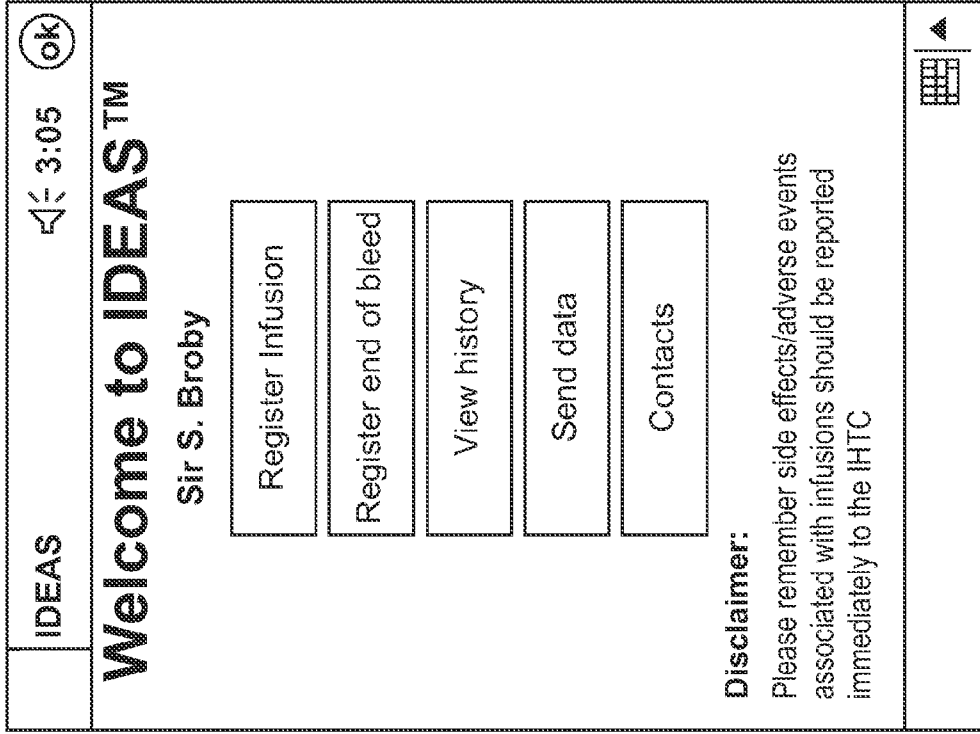 IDEAS 3:05 ok
Welcome to IDEAS™
Sir S. Broby
Register Infusion
Register end of bleed
View history
Send data
Contacts
Disclaimer:
Please remember side effects/adverse events
associated with infusions should be reported
immediately to the IHTC